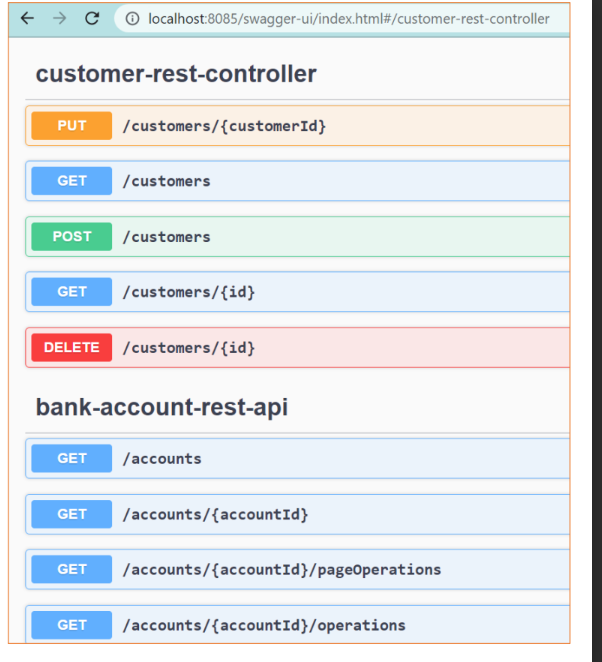 localhost:8085/swagger-ui/index.html#/customer-rest-controller
customer-rest-controller
PUT /customers/{customerId}
GET /customers
POST /customers
GET /customers/{id}
DELETE /customers/{id}
bank-account-rest-api
GET /accounts
GET /accounts/{accountId}
GET /accounts/{accountId}/pageOperations
GET /accounts/{accountId}/operations